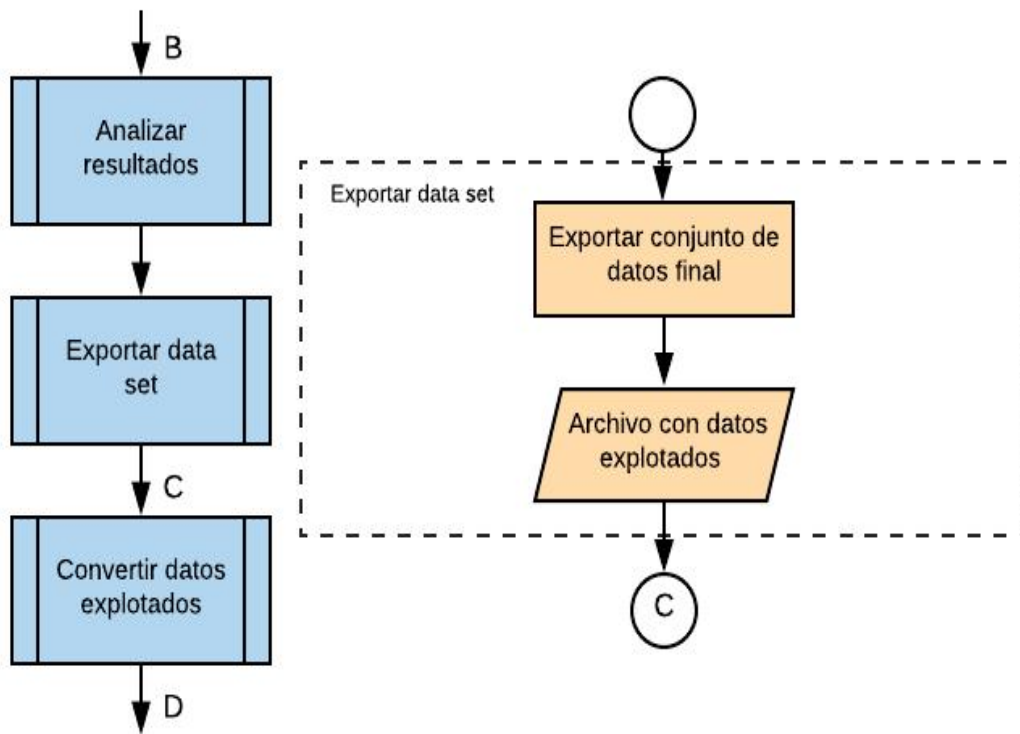 B
Analizar
resultados
Exportar data
set
C
Convertir datos
explotados
D
Exportar data set
Exportar conjunto de
datos final
Archivo con datos
explotados
C